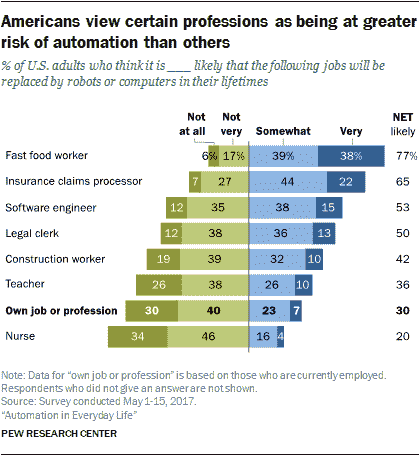 Americans view certain professions as being at greater
risk of automation than others
% of U.S. adults who think it is ___ likely that the following jobs will be
replaced by robots or computers in their lifetimes
Not at all Not very Somewhat Very NET likely
Fast food worker 6% 17% 39% 38% 77%
Insurance claims processor 7 27 44 22 65
Software engineer 12 35 38 15 53
Legal clerk 12 38 36 13 50
Construction worker 19 39 32 10 42
Teacher 26 38 26 10 36
Own job or profession 30 40 23 7 30
Nurse 34 46 16 4 20
Note: Data for “own job or profession” is based on those who are currently employed.
Respondents who did not give an answer are not shown.
Source: Survey conducted May 1-15, 2017.
“Automation in Everyday Life”
PEW RESEARCH CENTER